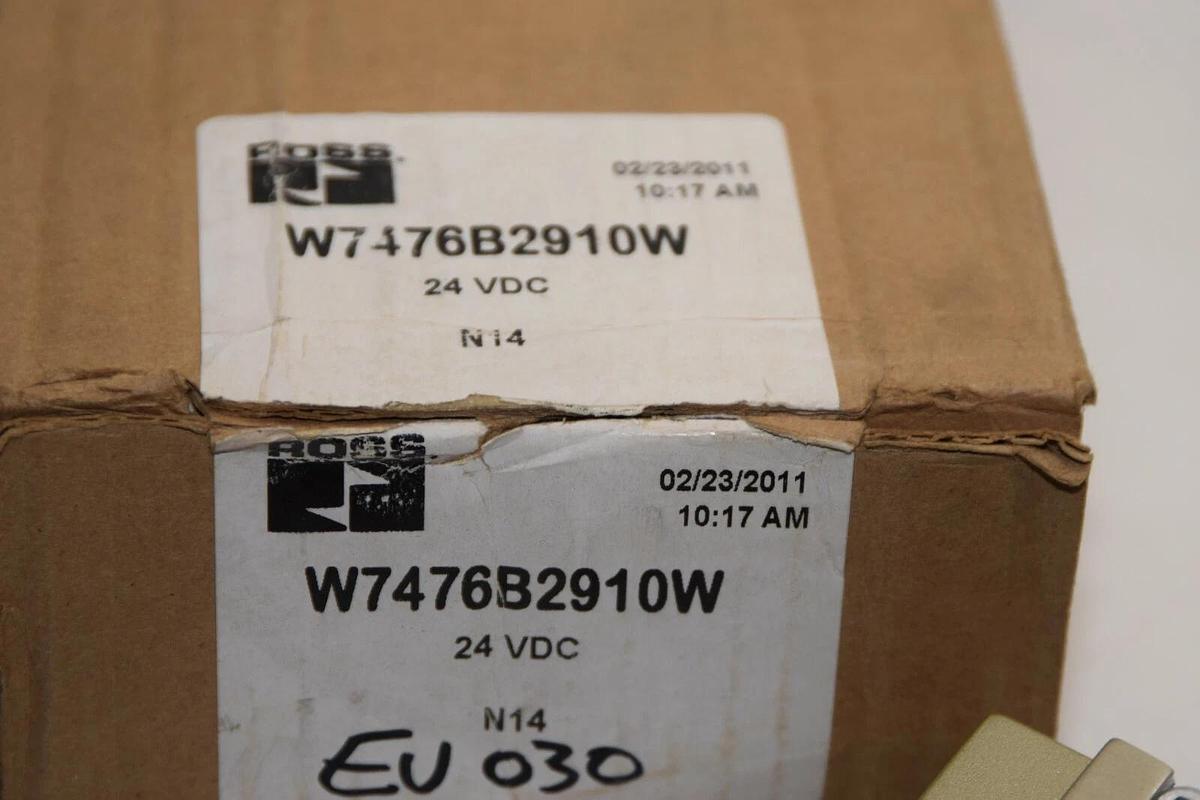 ROSS.
02/23/2011
10:17 AM
W7476B2910W
24 VDC
N14
ROSS.
02/23/2011
10:17 AM
W7476B2910W
24 VDC
N14
EU 030